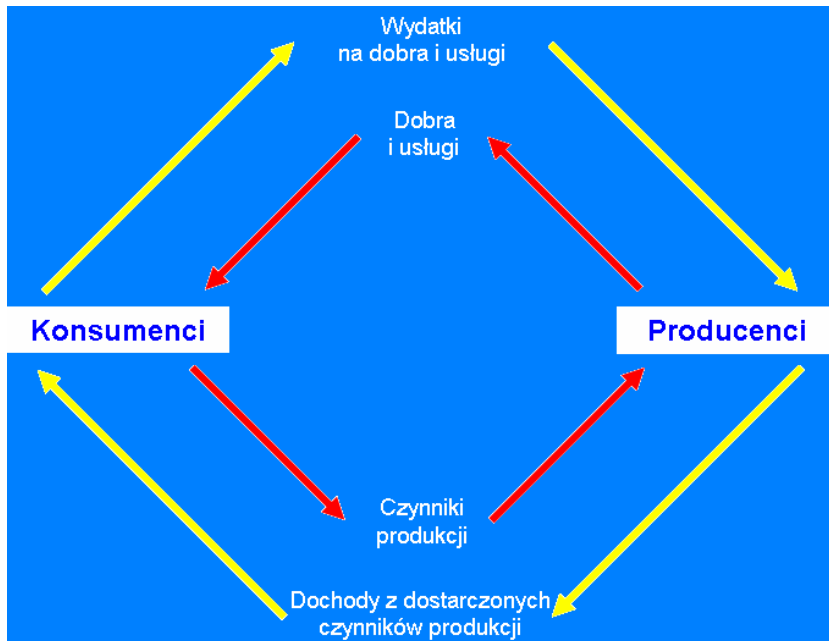 Wydatki
na dobra i usługi
Dobra
i usługi
Konsumenci
Producenci
Czynniki
produkcji
Dochody z dostarczonych
czynników produkcji